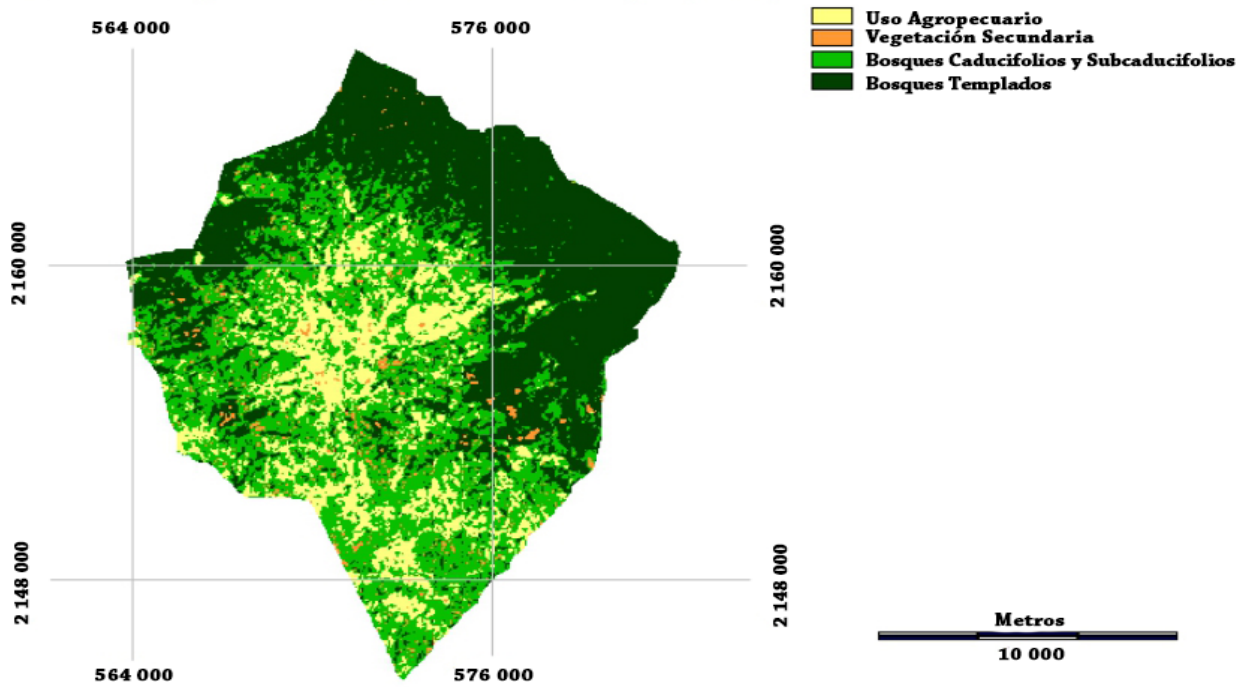 564 000
576 000
Uso Agropecuario
Vegetación Secundaria
Bosques Caducifolios y Subcaducifolios
Bosques Templados
2 160 000
2 160 000
2 148 000
2 148 000
Metros
10 000
564 000
576 000